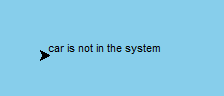 car is not in the system